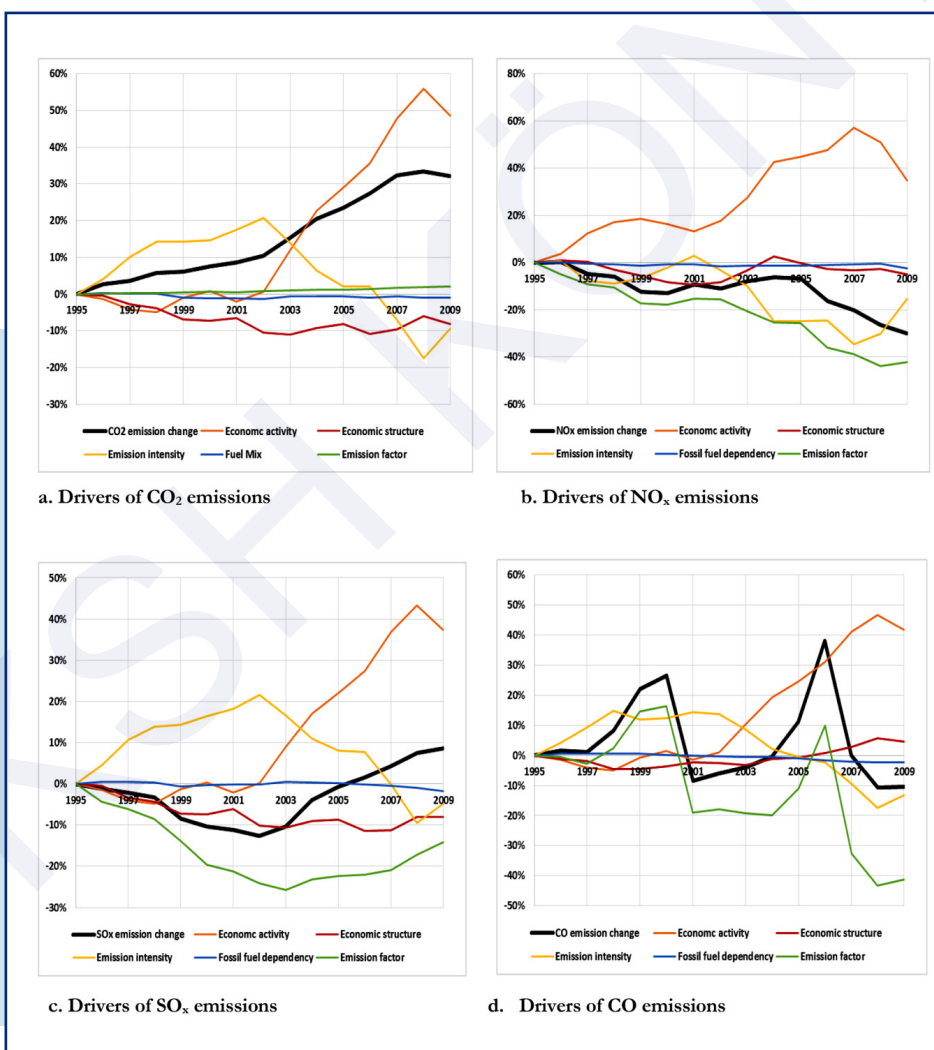 60%
50%
40%
30%
20%
10%
0%
1995 1997 1999 2001 2003 2005 2007 2009
-10%
-20%
-30%
CO2 emission change Economc activity Economic structure
Emission intensity Fuel Mix Emission factor
a. Drivers of CO₂ emissions
80%
60%
40%
20%
0%
1995 1997 1999 2001 2003 2005 2007 2009
-20%
-40%
-60%
NOx emission change Economc activity Economic structure
Emission intensity Fossil fuel dependency Emission factor
b. Drivers of NOₓ emissions
50%
40%
30%
20%
10%
0%
1995 1997 1999 2001 2003 2005 2007 2009
-10%
-20%
-30%
SOx emission change Economc activity Economic structure
Emission intensity Fossil fuel dependency Emission factor
c. Drivers of SOₓ emissions
60%
50%
40%
30%
20%
10%
0%
1995 1997 1999 2001 2003 2005 2007 2009
-10%
-20%
-30%
-40%
-50%
CO emission change Economc activity Economic structure
Emission intensity Fossil fuel dependency Emission factor
d. Drivers of CO emissions